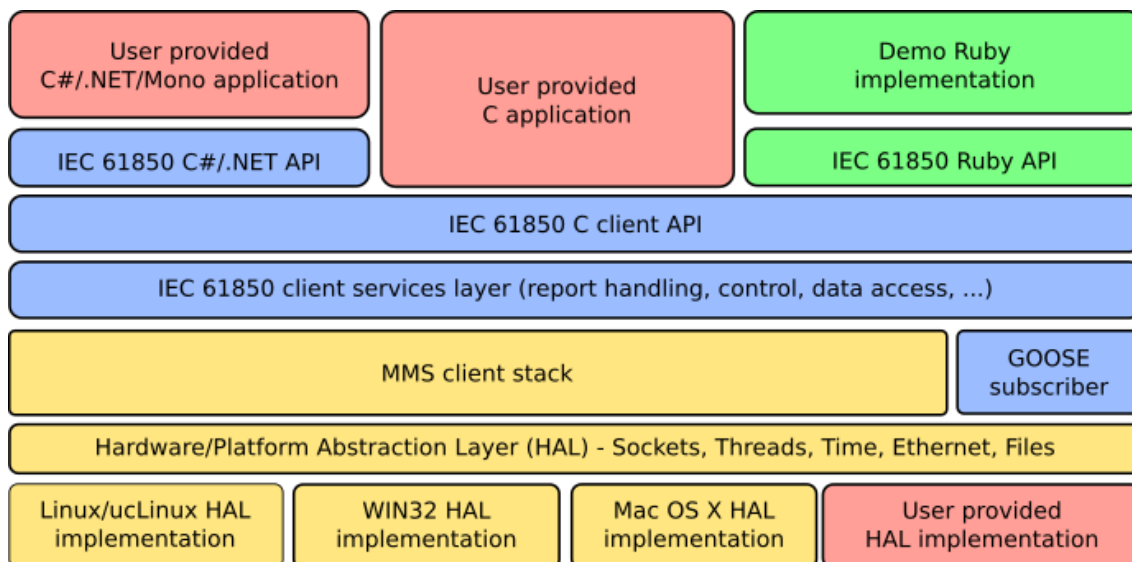 User provided
C#/.NET/Mono application
User provided
C application
Demo Ruby
implementation
IEC 61850 C#/.NET API
IEC 61850 Ruby API
IEC 61850 C client API
IEC 61850 client services layer (report handling, control, data access, ...)
MMS client stack
GOOSE
subscriber
Hardware/Platform Abstraction Layer (HAL) - Sockets, Threads, Time, Ethernet, Files
Linux/ucLinux HAL
implementation
WIN32 HAL
implementation
Mac OS X HAL
implementation
User provided
HAL implementation